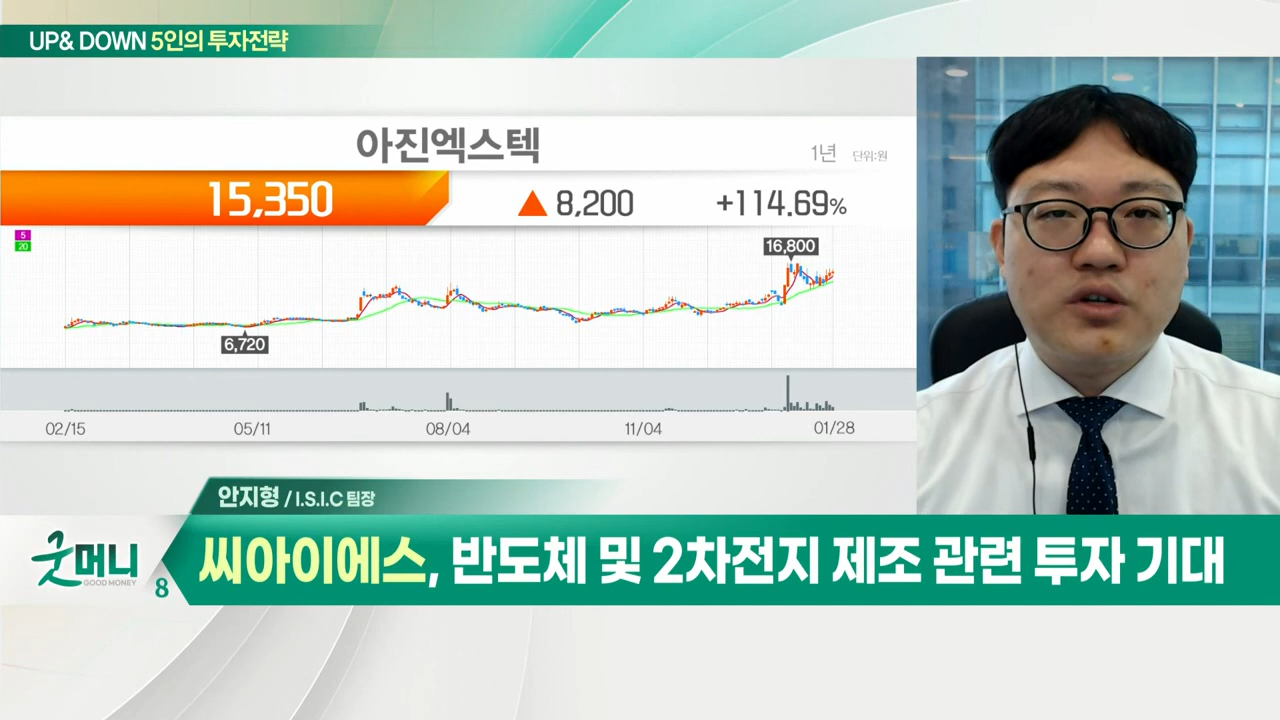 UP& DOWN 5인의 투자전략
아진엑스텍
1년 단위:원
15,350 ▲ 8,200 +114.69%
5
20
16,800
6,720
02/15 05/11 08/04 11/04 01/28
안지형 / I.S.I.C 팀장
굿머니
GOOD MONEY
8
씨아이에스, 반도체 및 2차전지 제조 관련 투자 기대